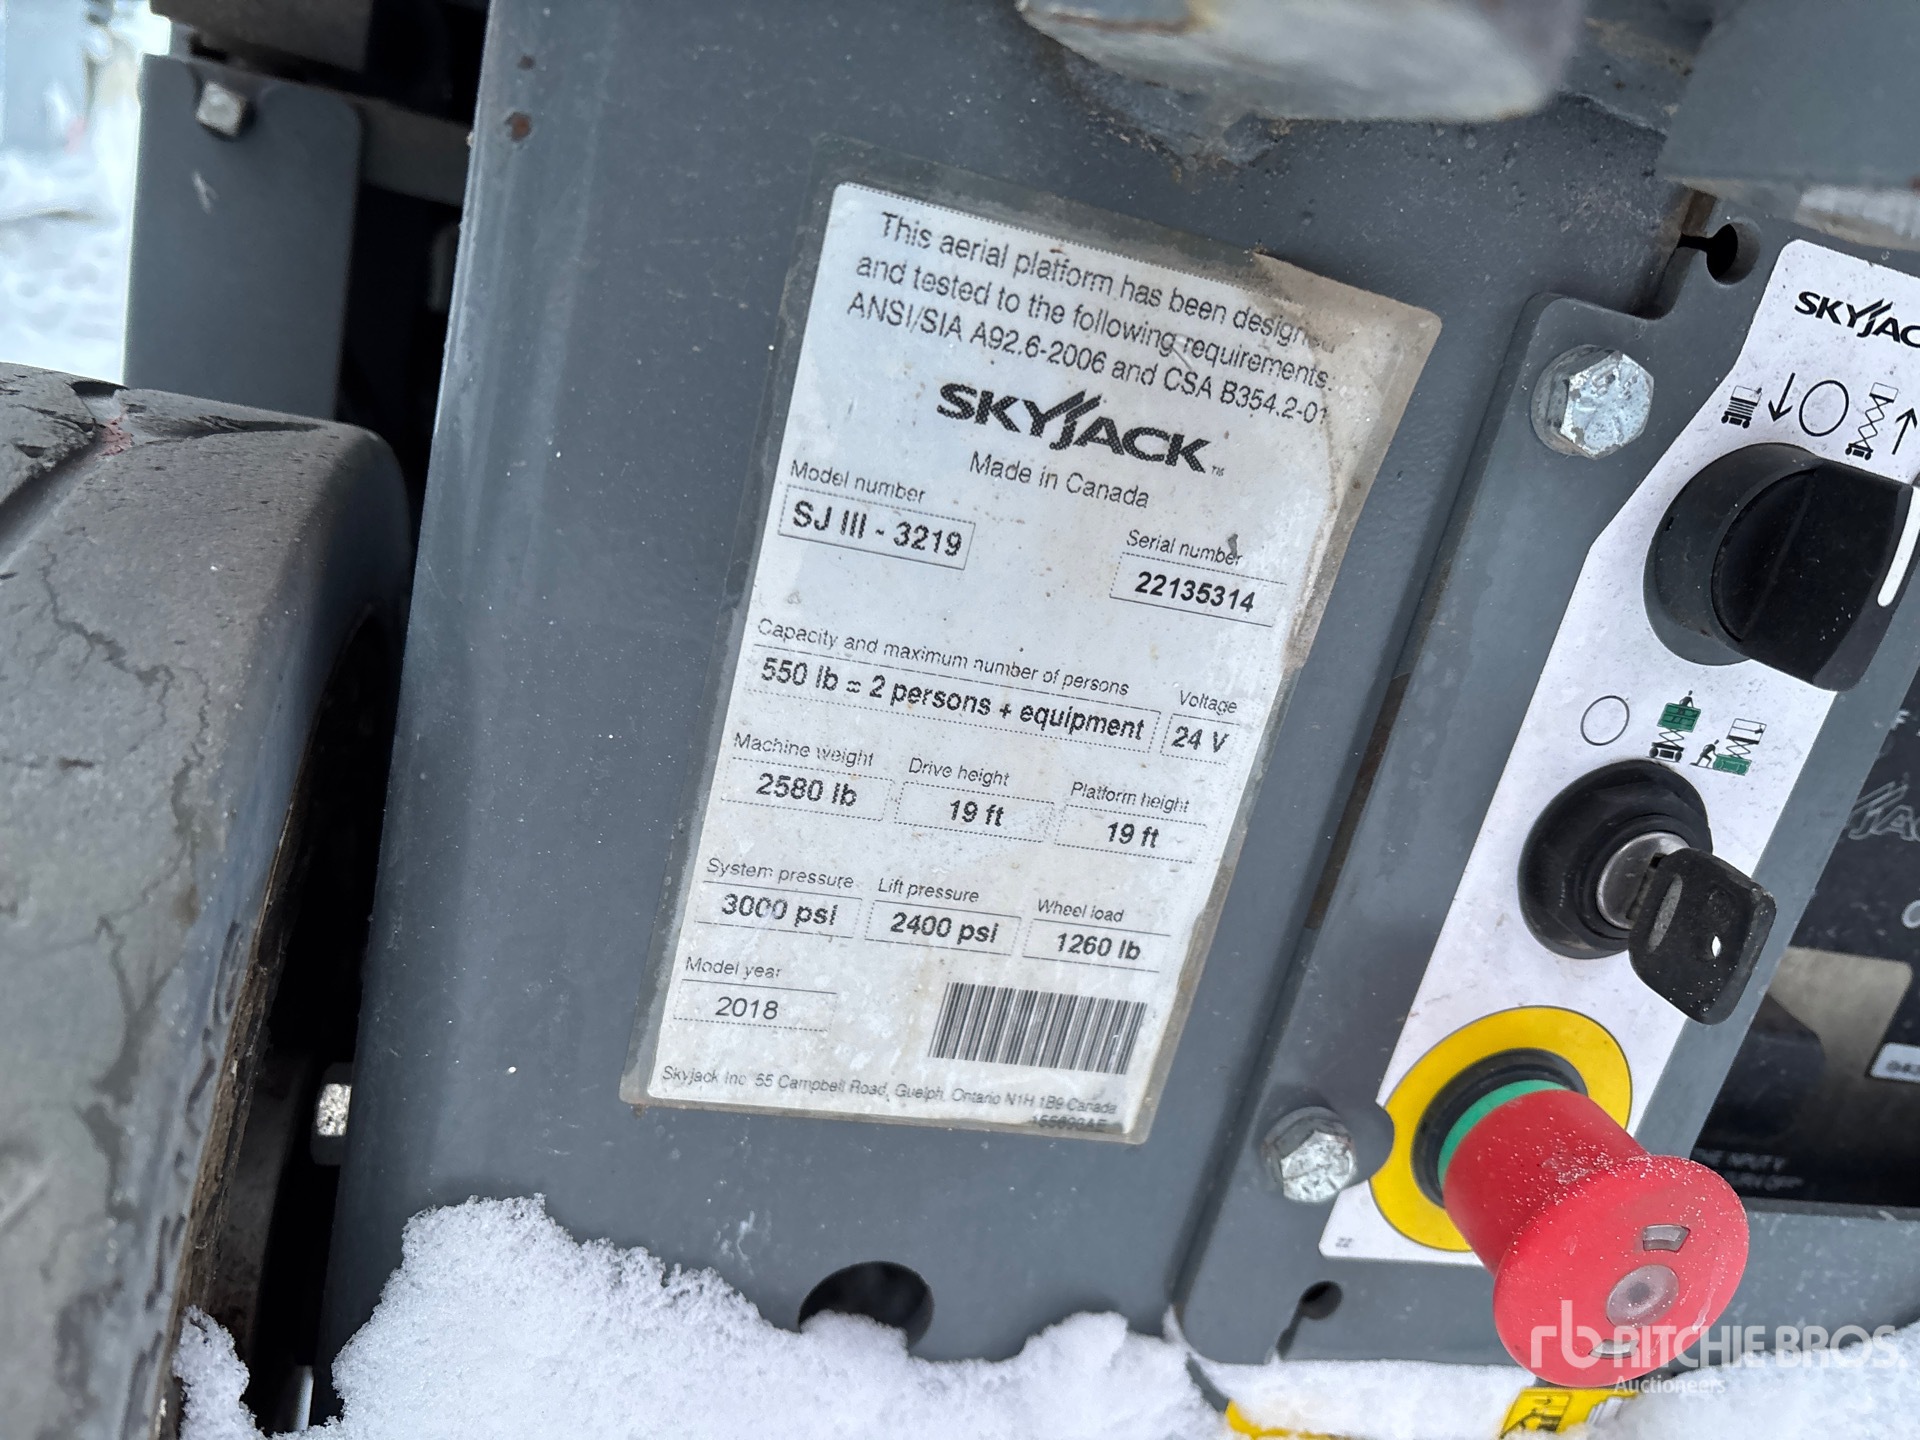 This aerial platform has been designed
and tested to the following requirements:
ANSI/SIA A92.6-2006 and CSA B354.2-01
SKYJACK™
Made in Canada
Model number
SJ III - 3219
Serial number
22135314
Capacity and maximum number of persons
550 lb = 2 persons + equipment
Voltage
24 V
Machine weight
2580 lb
Drive height
19 ft
Platform height
19 ft
System pressure
3000 psi
Lift pressure
2400 psi
Wheel load
1260 lb
Model year
2018
Skyjack Inc. 55 Campbell Road, Guelph, Ontario N1H 1B9 Canada
SKYJAC
22
rb RITCHIE BROS.
Auctioneers